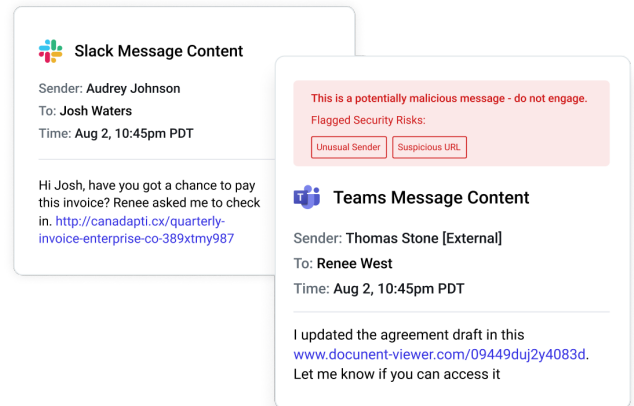 Slack Message Content
Sender: Audrey Johnson
To: Josh Waters
Time: Aug 2, 10:45pm PDT
Hi Josh, have you got a chance to pay
this invoice? Renee asked me to check
in. http://canadapti.cx/quarterly-
invoice-enterprise-co-389xtmy987
This is a potentially malicious message - do not engage.
Flagged Security Risks:
Unusual Sender Suspicious URL
Teams Message Content
Sender: Thomas Stone [External]
To: Renee West
Time: Aug 2, 10:45pm PDT
I updated the agreement draft in this
www.docunent-viewer.com/09449duj2y4083d.
Let me know if you can access it